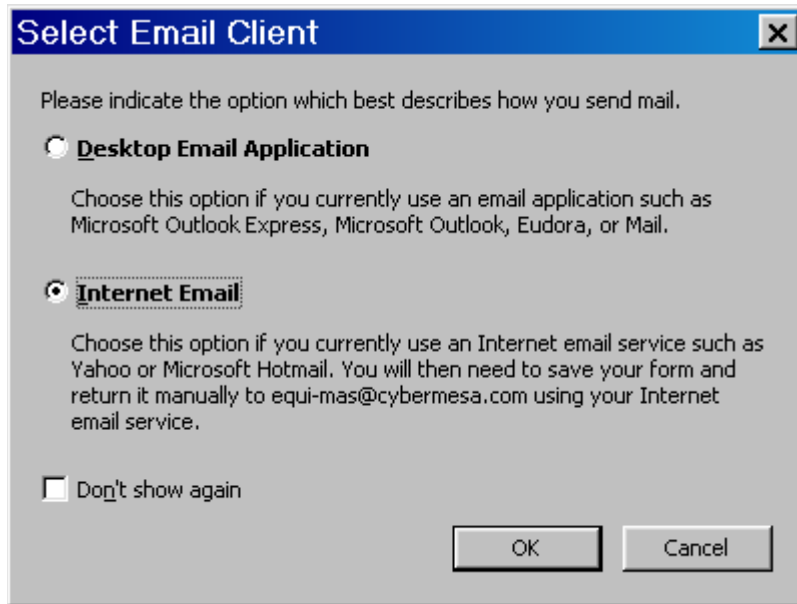 Select Email Client
Please indicate the option which best describes how you send mail.
Desktop Email Application
Choose this option if you currently use an email application such as
Microsoft Outlook Express, Microsoft Outlook, Eudora, or Mail.
Internet Email
Choose this option if you currently use an Internet email service such as
Yahoo or Microsoft Hotmail. You will then need to save your form and
return it manually to equi-mas@cybermesa.com using your Internet
email service.
Don't show again
OK Cancel